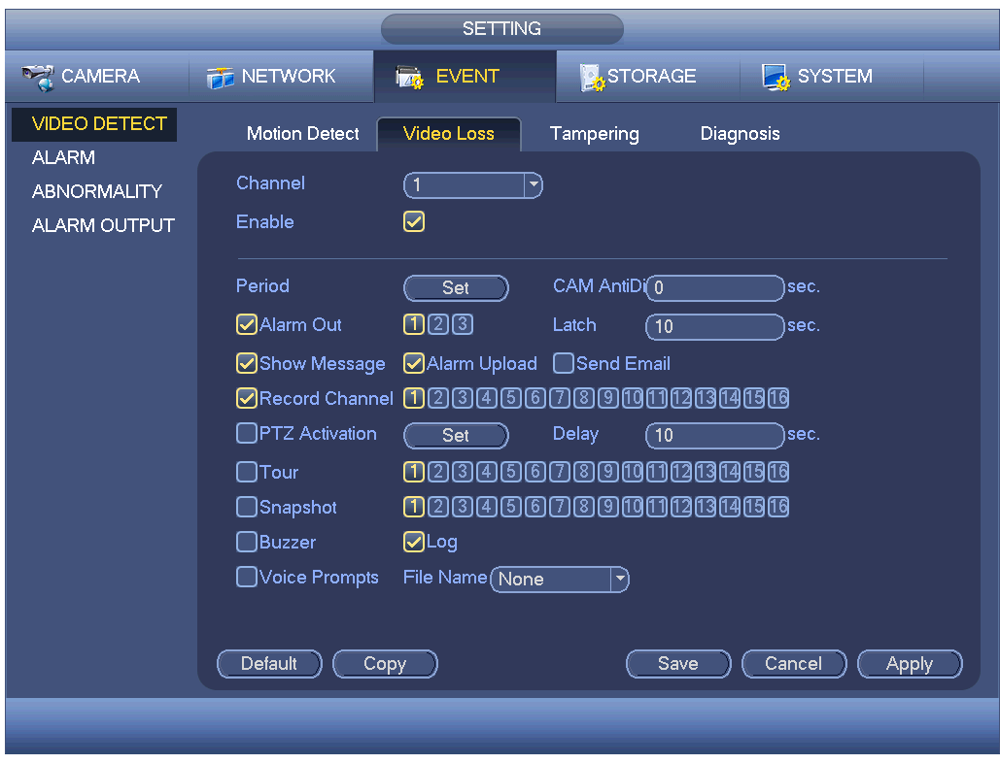 SETTING
CAMERA NETWORK EVENT STORAGE SYSTEM
VIDEO DETECT
ALARM
ABNORMALITY
ALARM OUTPUT
Motion Detect Video Loss Tampering Diagnosis
Channel 1
Enable
Period Set CAM AntiDi 0 sec.
Alarm Out 1 2 3 Latch 10 sec.
Show Message Alarm Upload Send Email
Record Channel 1 2 3 4 5 6 7 8 9 10 11 12 13 14 15 16
PTZ Activation Set Delay 10 sec.
Tour 1 2 3 4 5 6 7 8 9 10 11 12 13 14 15 16
Snapshot 1 2 3 4 5 6 7 8 9 10 11 12 13 14 15 16
Buzzer Log
Voice Prompts File Name None
Default Copy Save Cancel Apply